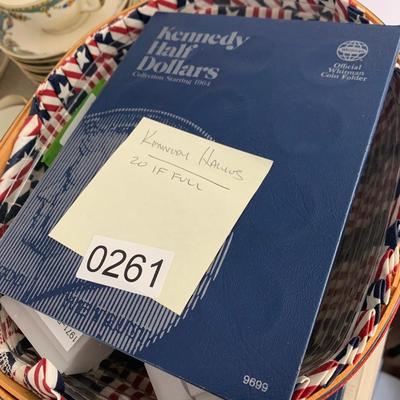 Kennedy
Half
Dollars
Collection Starting 1964
Official
Whitman
Coin Folder
KENNEDY HALVES
20 IF FULL
0261
9699